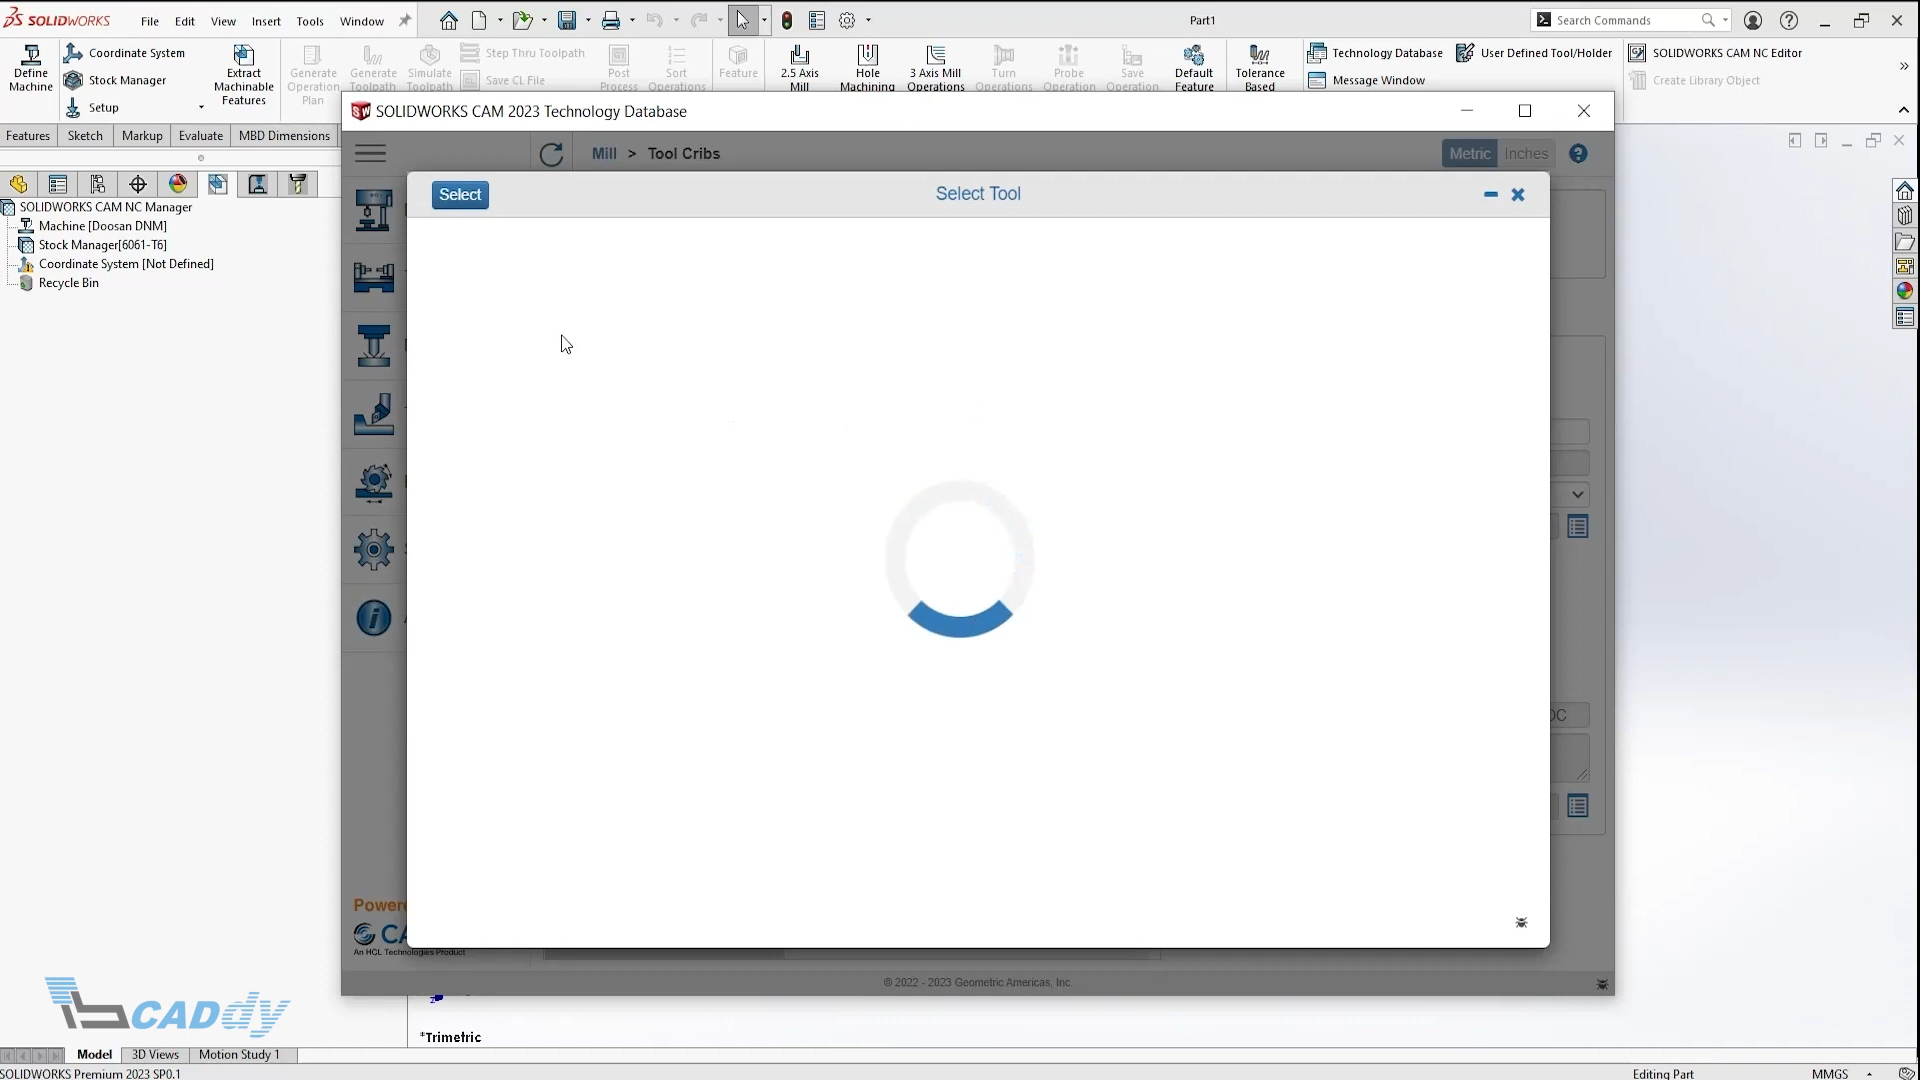 SOLIDWORKS File Edit View Insert Tools Window Part1 Search Commands
Define Machine
Coordinate System
Stock Manager
Setup
Extract Machinable Features
Generate Operation Plan
Generate Toolpath
Simulate Toolpath
Step Thru Toolpath
Save CL File
Post Process
Sort Operations
Feature
2.5 Axis Mill
Hole Machining
3 Axis Mill Operations
Turn Operations
Probe Operations
Save Operation
Default Feature
Tolerance Based
Technology Database
Message Window
User Defined Tool/Holder
SOLIDWORKS CAM NC Editor
Create Library Object
Features Sketch Markup Evaluate MBD Dimensions
SOLIDWORKS CAM NC Manager
Machine [Doosan DNM]
Stock Manager[6061-T6]
Coordinate System [Not Defined]
Recycle Bin
SOLIDWORKS CAM 2023 Technology Database
Mill > Tool Cribs
Metric Inches
Select
Select Tool
Power
CA
An HCL Technologies Product
© 2022 - 2023 Geometric Americas, Inc.
CADdy
*Trimetric
Model 3D Views Motion Study 1
SOLIDWORKS Premium 2023 SP0.1
Editing Part
MMGS